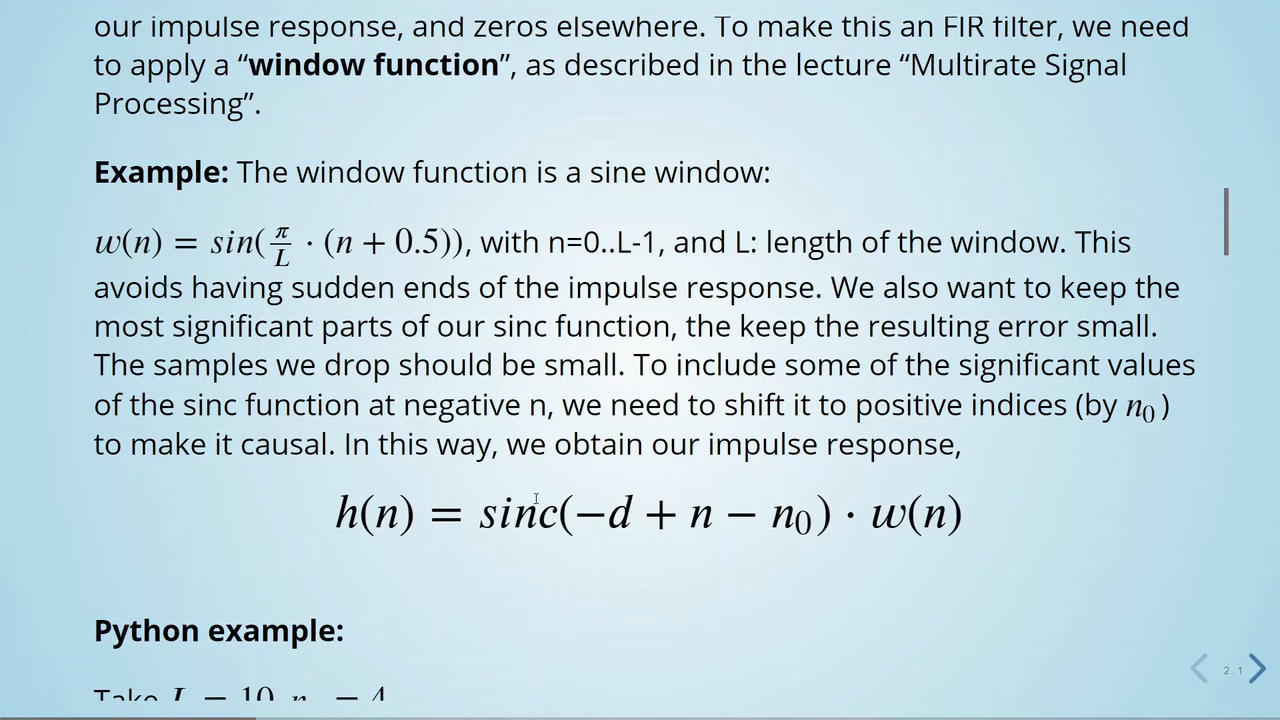 our impulse response, and zeros elsewhere. To make this an FIR filter, we need
to apply a “window function”, as described in the lecture “Multirate Signal
Processing”.
Example: The window function is a sine window:
w(n) = sin(π/L · (n + 0.5)), with n=0..L-1, and L: length of the window. This
avoids having sudden ends of the impulse response. We also want to keep the
most significant parts of our sinc function, the keep the resulting error small.
The samples we drop should be small. To include some of the significant values
of the sinc function at negative n, we need to shift it to positive indices (by n₀)
to make it causal. In this way, we obtain our impulse response,
h(n) = sinc(−d + n − n₀) · w(n)
Python example:
Take L = 10, n = 4
2.1